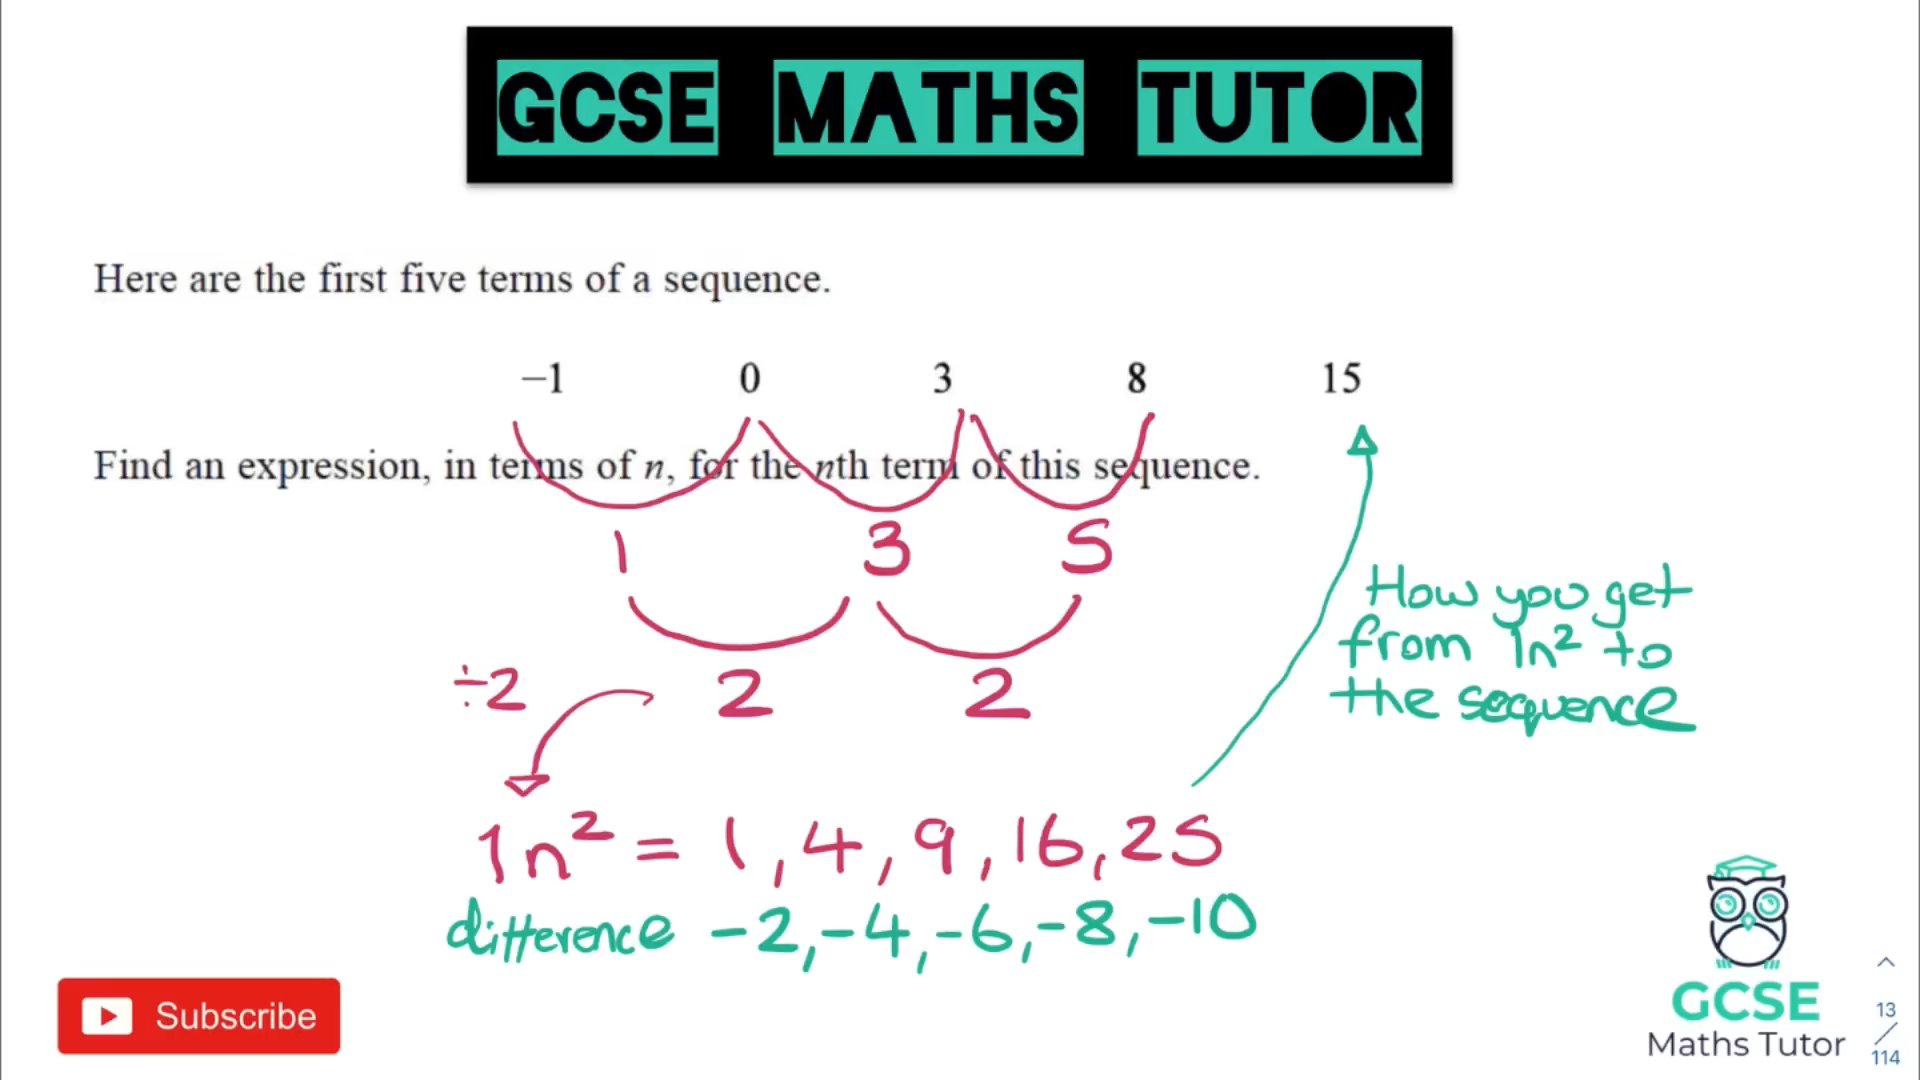 GCSE MATHS TUTOR
Here are the first five terms of a sequence.
−1 0 3 8 15
Find an expression, in terms of n, for the nth term of this sequence.
1 3 5
How you get
from 1n² to
the sequence
÷2 2 2
1n² = 1, 4, 9, 16, 25
difference -2, -4, -6, -8, -10
Subscribe
GCSE
Maths Tutor
13
/
114